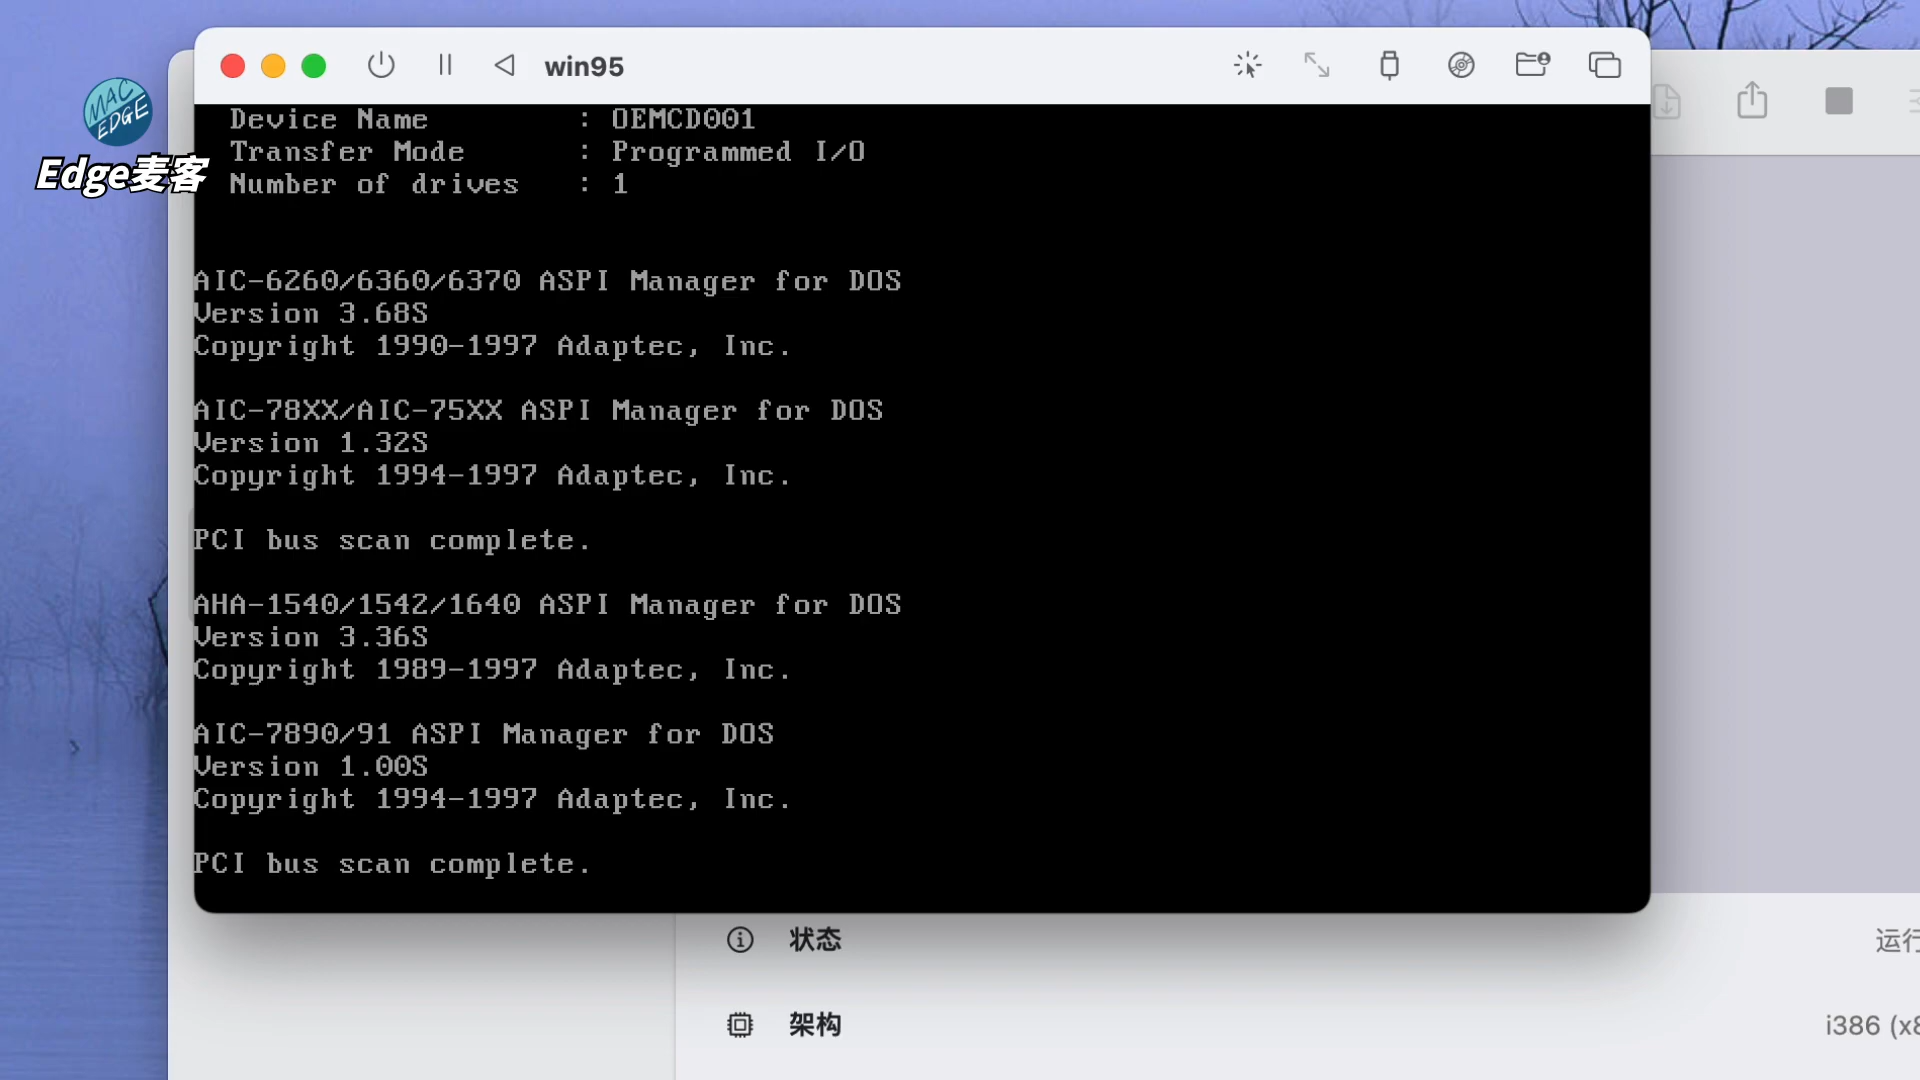 win95
MAC
EDGE
Edge麦客
Device Name : OEMCD001
Transfer Mode : Programmed I/O
Number of drives : 1
AIC-6260/6360/6370 ASPI Manager for DOS
Version 3.68S
Copyright 1990-1997 Adaptec, Inc.
AIC-78XX/AIC-75XX ASPI Manager for DOS
Version 1.32S
Copyright 1994-1997 Adaptec, Inc.
PCI bus scan complete.
AHA-1540/1542/1640 ASPI Manager for DOS
Version 3.36S
Copyright 1989-1997 Adaptec, Inc.
AIC-7890/91 ASPI Manager for DOS
Version 1.00S
Copyright 1994-1997 Adaptec, Inc.
PCI bus scan complete.
状态 运行
架构 i386 (x8